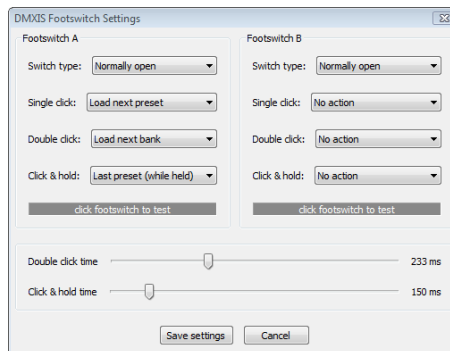 DMXIS Footswitch Settings
Footswitch A
Switch type: Normally open
Single click: Load next preset
Double click: Load next bank
Click & hold: Last preset (while held)
click footswitch to test
Footswitch B
Switch type: Normally open
Single click: No action
Double click: No action
Click & hold: No action
click footswitch to test
Double click time 233 ms
Click & hold time 150 ms
Save settings Cancel